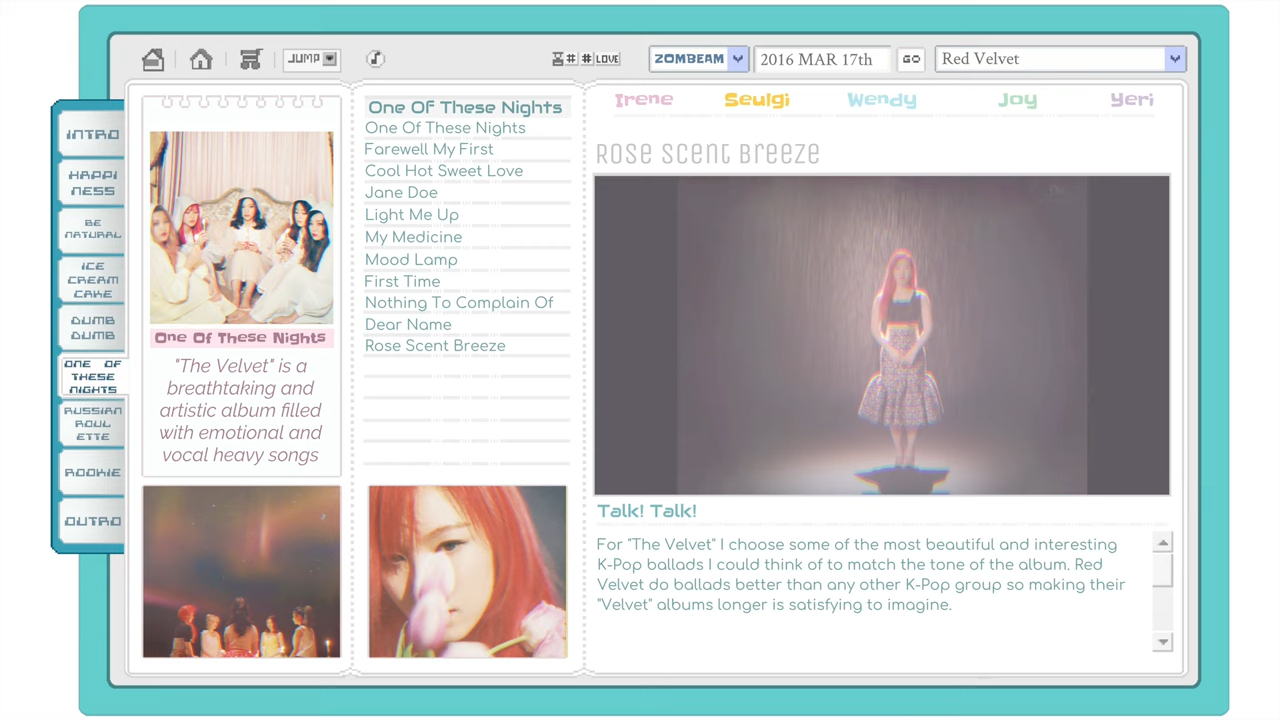 JUMP
# # LOVE
ZOMBEAM
2016 MAR 17th
GO
Red Velvet
INTRO
HAPPI
NESS
BE
NATURAL
ICE
CREAM
CAKE
DUMB
DUMB
ONE OF
THESE
NIGHTS
RUSSIAN
ROUL
ETTE
ROOKIE
OUTRO
One Of These Nights
"The Velvet" is a
breathtaking and
artistic album filled
with emotional and
vocal heavy songs
One Of These Nights
One Of These Nights
Farewell My First
Cool Hot Sweet Love
Jane Doe
Light Me Up
My Medicine
Mood Lamp
First Time
Nothing To Complain Of
Dear Name
Rose Scent Breeze
Irene Seulgi Wendy Joy Yeri
Rose Scent Breeze
Talk! Talk!
For "The Velvet" I choose some of the most beautiful and interesting
K-Pop ballads I could think of to match the tone of the album. Red
Velvet do ballads better than any other K-Pop group so making their
"Velvet" albums longer is satisfying to imagine.